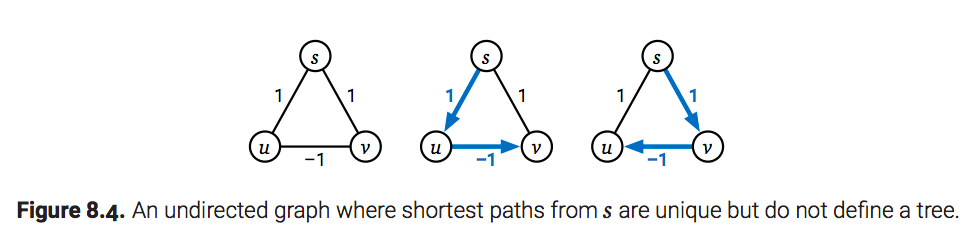 s s s
1 1 1 1 1 1
u v u v u v
−1 −1 −1
Figure 8.4. An undirected graph where shortest paths from s are unique but do not define a tree.